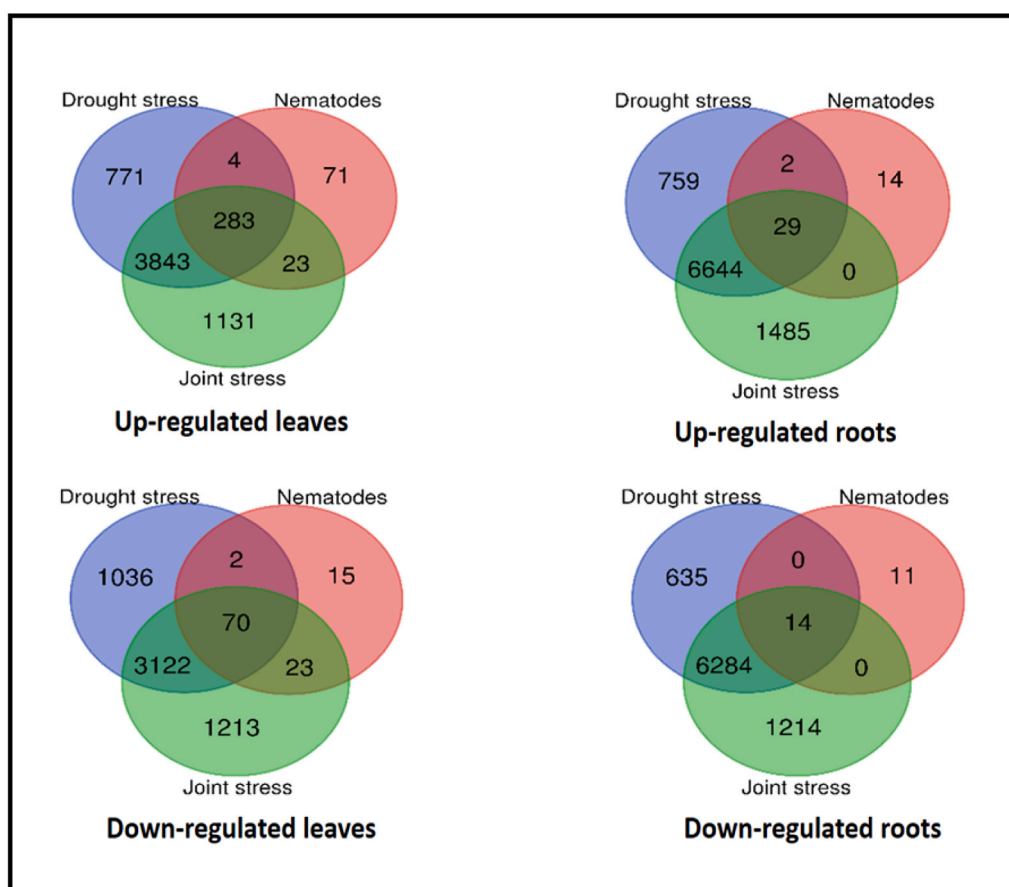 Drought stress Nematodes
771 4 71
283
3843 23
1131
Joint stress
Up-regulated leaves
Drought stress Nematodes
759 2 14
29
6644 0
1485
Joint stress
Up-regulated roots
Drought stress Nematodes
1036 2 15
70
3122 23
1213
Joint stress
Down-regulated leaves
Drought stress Nematodes
635 0 11
14
6284 0
1214
Joint stress
Down-regulated roots